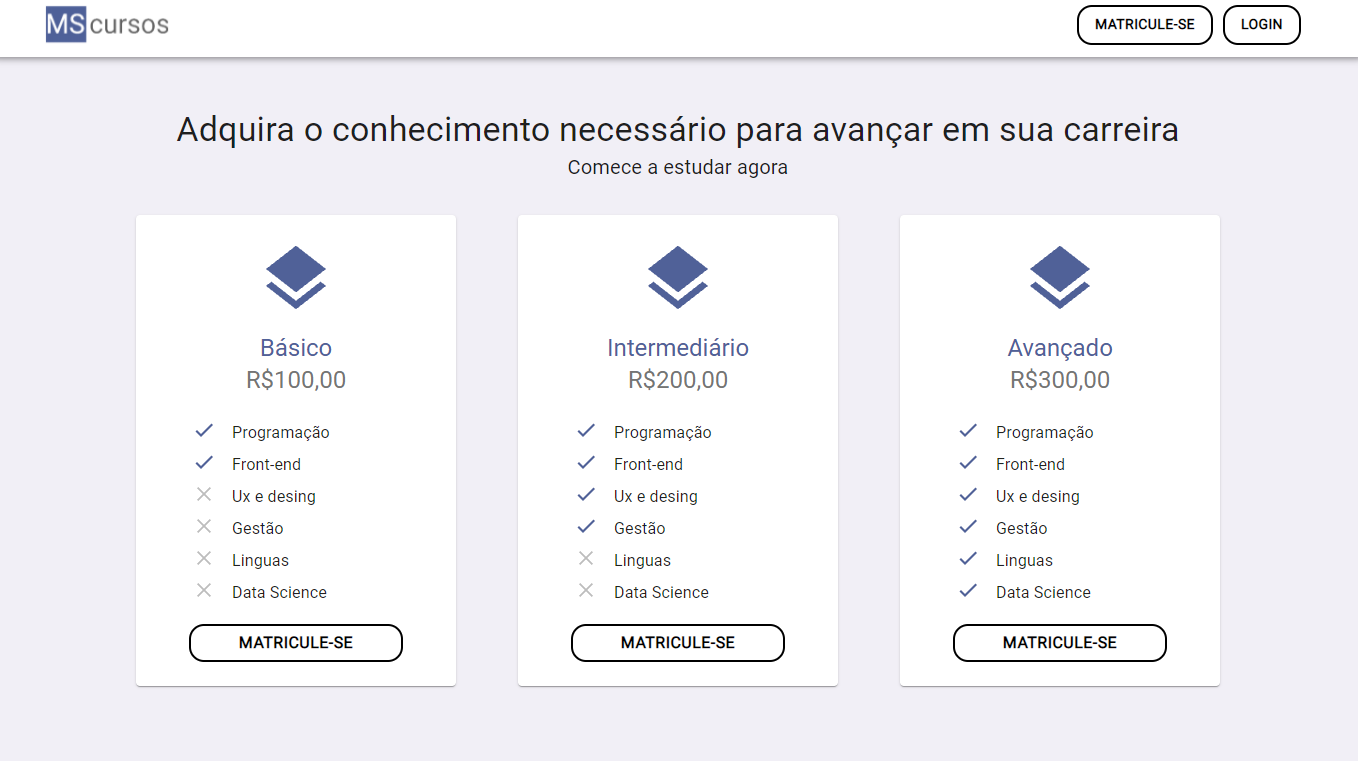 MS cursos
MATRICULE-SE
LOGIN
Adquira o conhecimento necessário para avançar em sua carreira
Comece a estudar agora
Básico
R$100,00
Programação
Front-end
Ux e desing
Gestão
Linguas
Data Science
MATRICULE-SE
Intermediário
R$200,00
Programação
Front-end
Ux e desing
Gestão
Linguas
Data Science
MATRICULE-SE
Avançado
R$300,00
Programação
Front-end
Ux e desing
Gestão
Linguas
Data Science
MATRICULE-SE